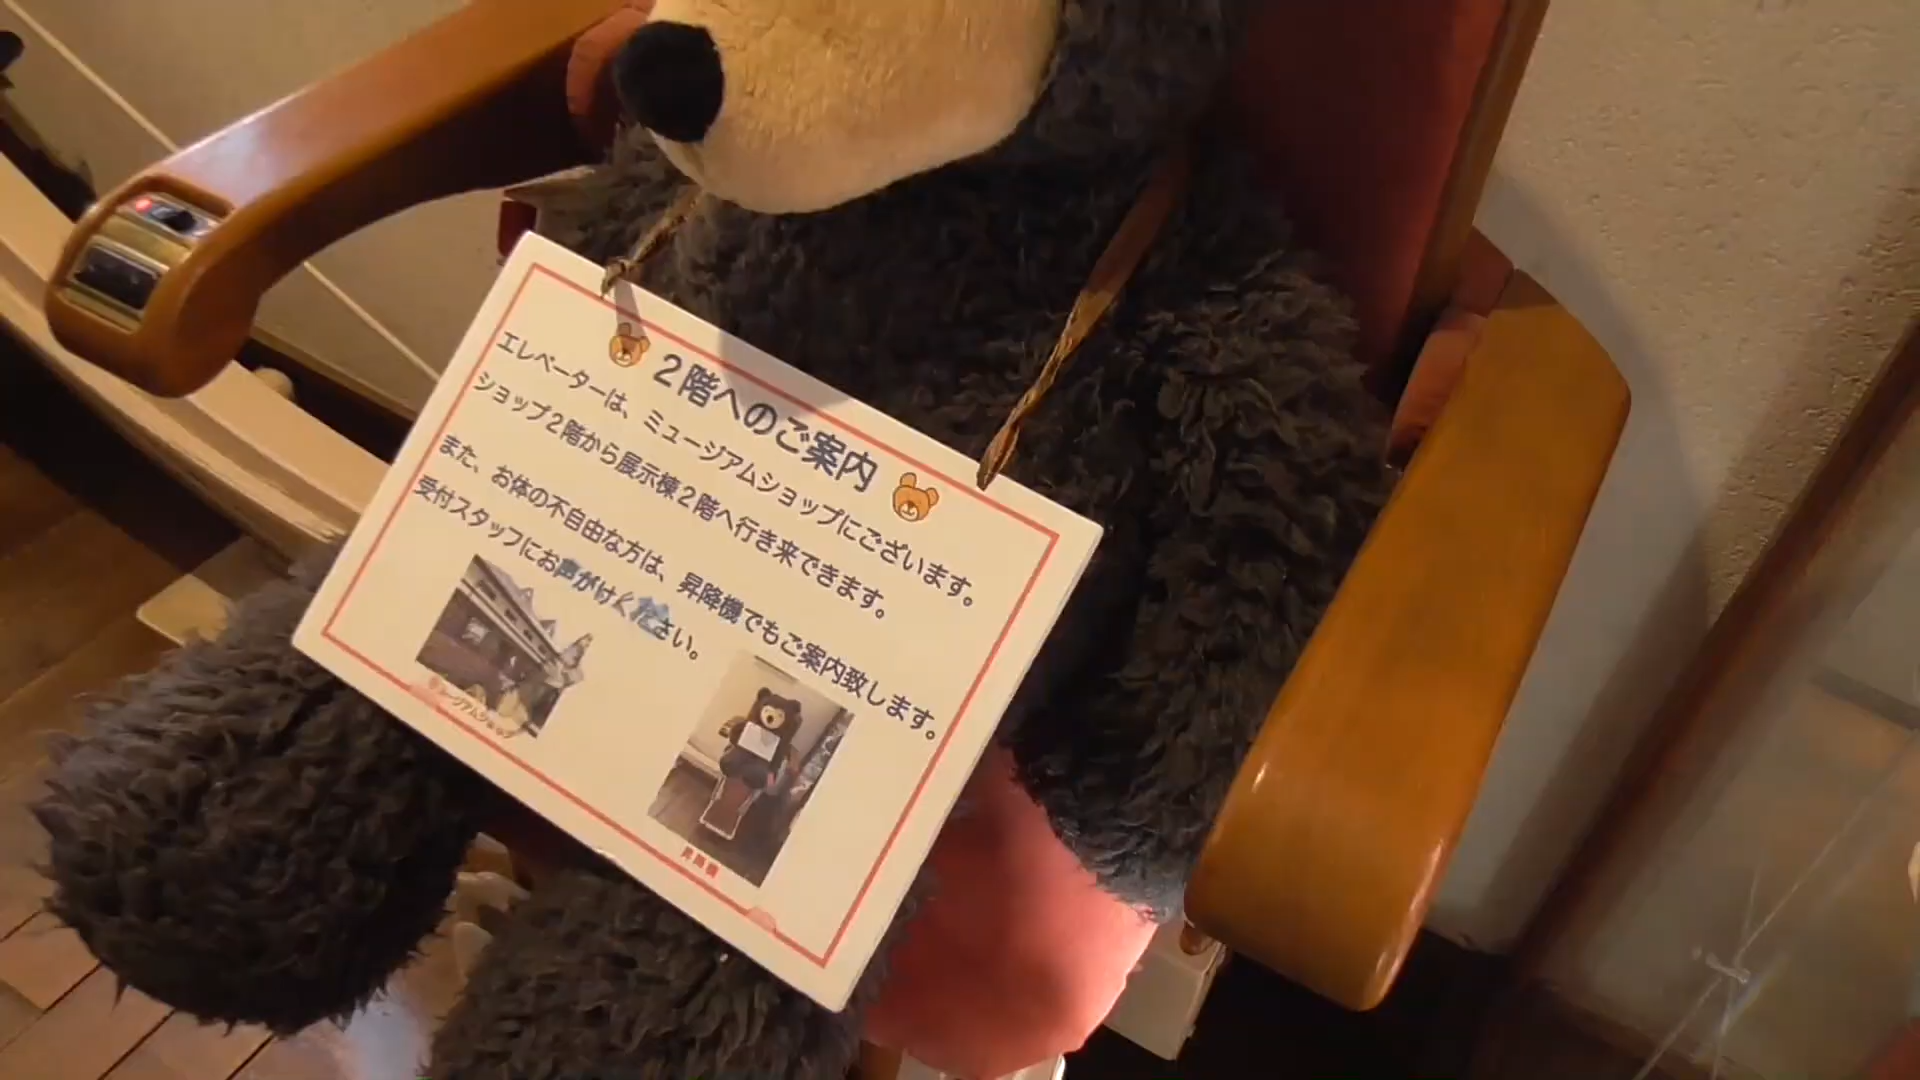 2階へのご案内
エレベーターは、ミュージアムショップにございます。
ショップ2階から展示棟2階へ行き来できます。
また、お体の不自由な方は、昇降機でもご案内致します。
受付スタッフにお声がけください。
ミュージアムショップ
昇降機